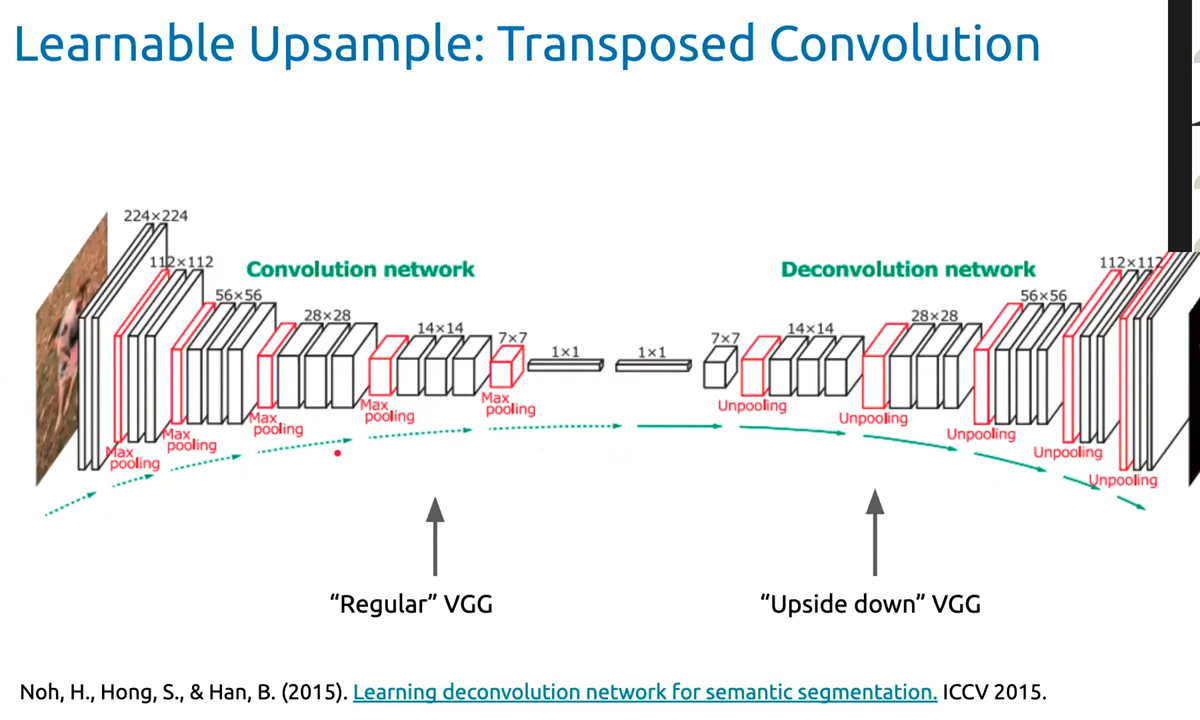 Learnable Upsample: Transposed Convolution
224×224
112×112
56×56
28×28
14×14
7×7
1×1
1×1
7×7
14×14
28×28
56×56
112×112
Convolution network
Deconvolution network
Max
pooling
Max
pooling
Max
pooling
Max
pooling
Max
pooling
Unpooling
Unpooling
Unpooling
Unpooling
Unpooling
“Regular” VGG
“Upside down” VGG
Noh, H., Hong, S., & Han, B. (2015). Learning deconvolution network for semantic segmentation. ICCV 2015.